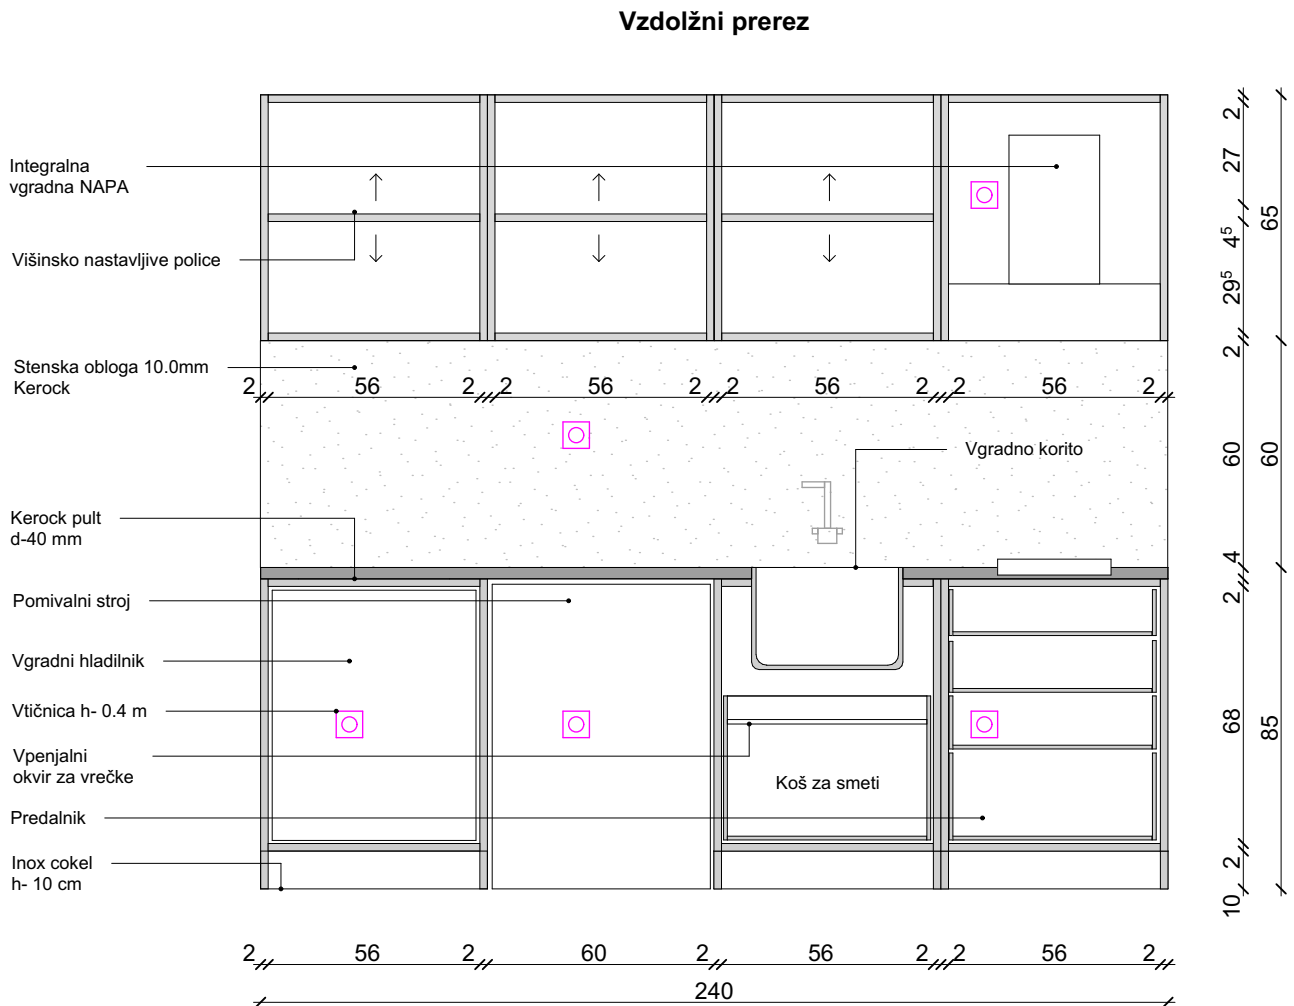 Vzdolžni prerez
Integralna
vgradna NAPA
Višinsko nastavljive police
Stenska obloga 10.0mm
Kerock
2 56 2 2 56 2 2 56 2 2 56 2
Vgradno korito
Kerock pult
d-40 mm
Pomivalni stroj
Vgradni hladilnik
Vtičnica h- 0.4 m
Vpenjalni
okvir za vrečke
Koš za smeti
Predalnik
Inox cokel
h- 10 cm
2 56 2 60 2 56 2 2 56 2
240
2
27
4⁵
29⁵
2
60
4
2
68
2
10
65
60
85